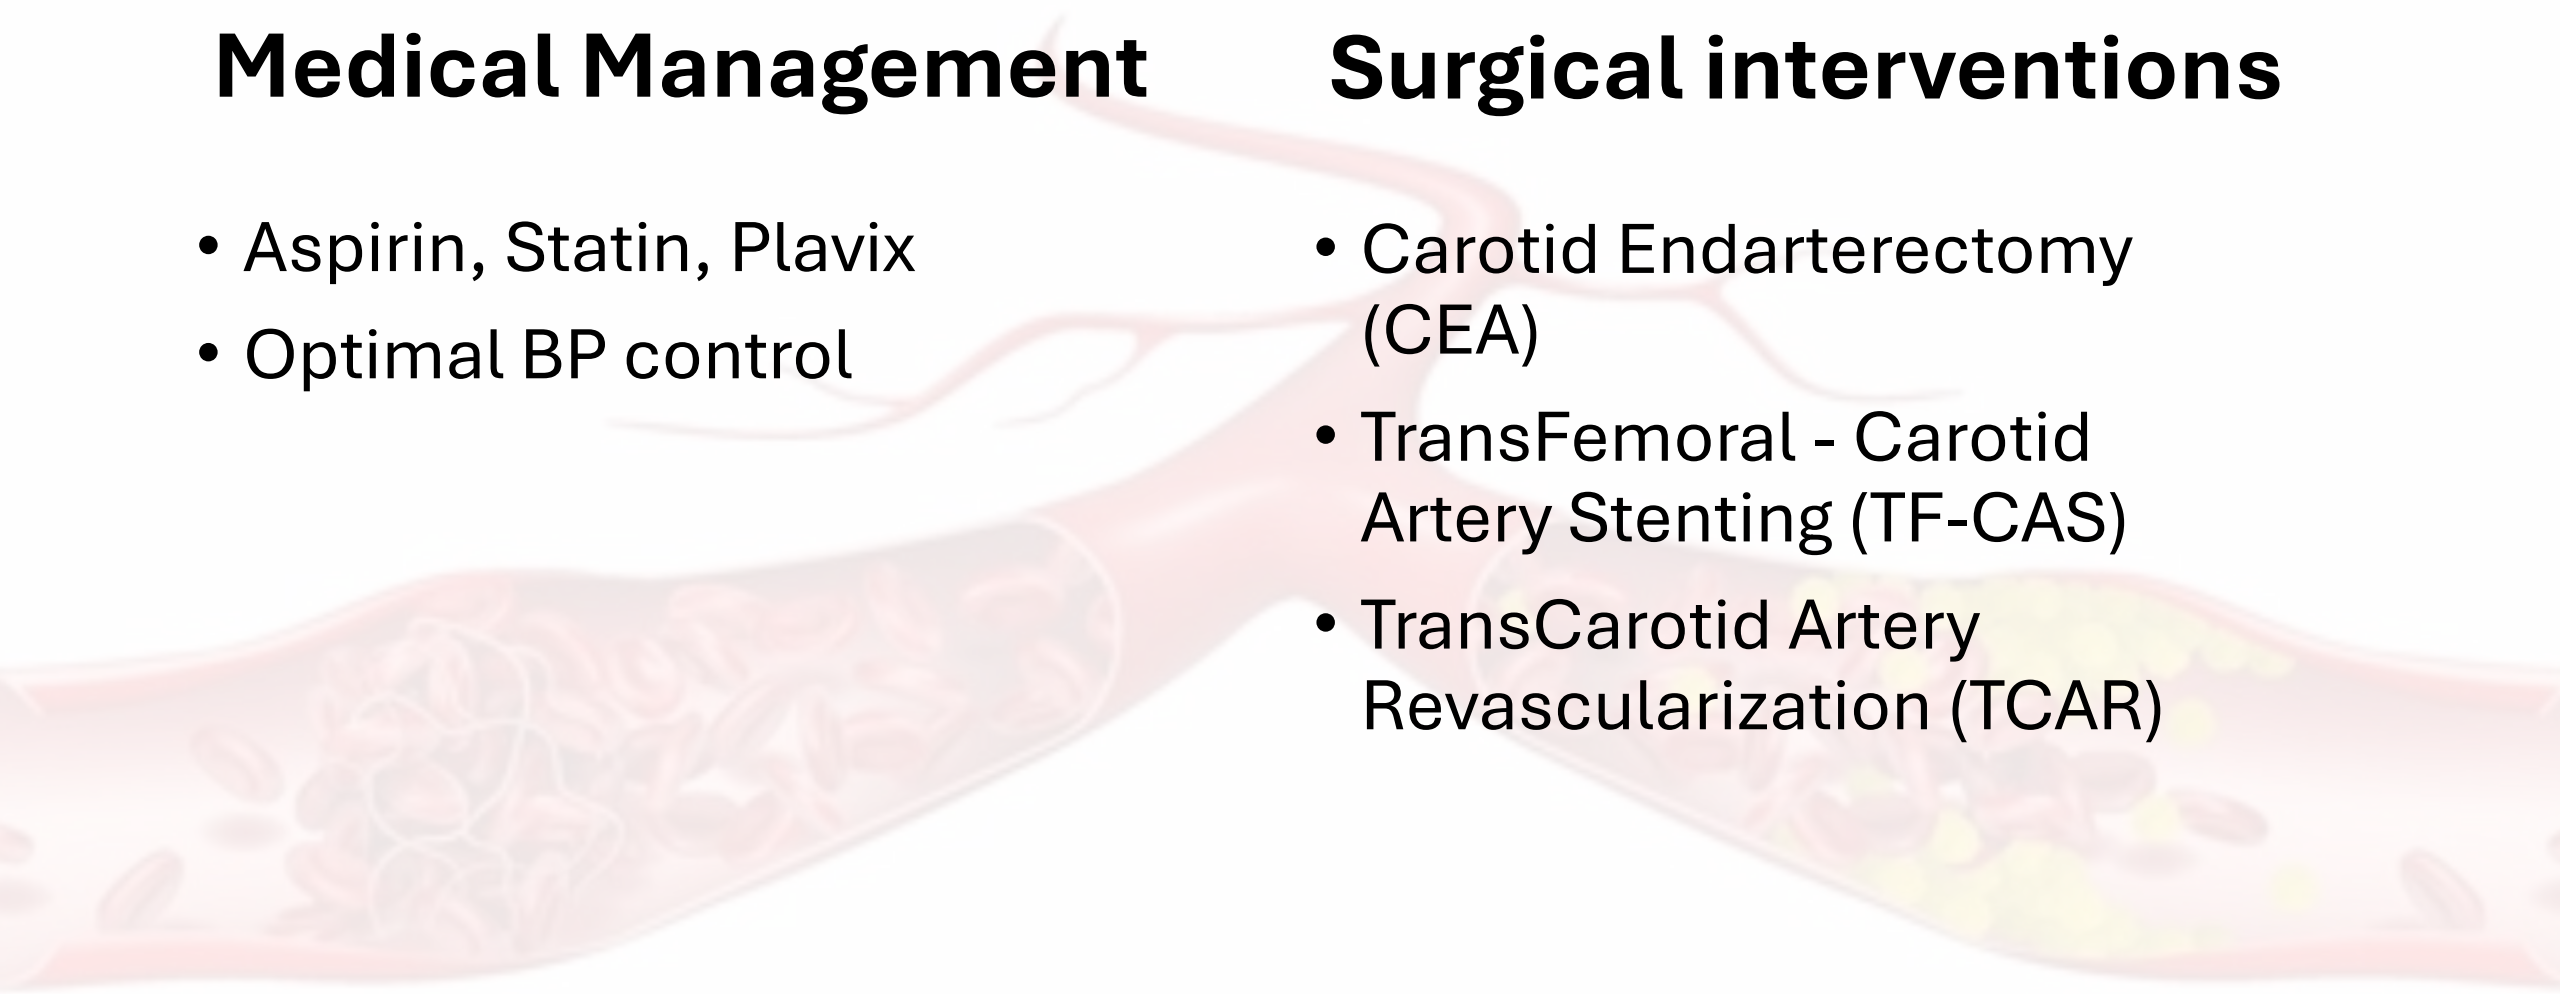 Medical Management
• Aspirin, Statin, Plavix
• Optimal BP control
Surgical interventions
• Carotid Endarterectomy
(CEA)
• TransFemoral - Carotid
Artery Stenting (TF-CAS)
• TransCarotid Artery
Revascularization (TCAR)